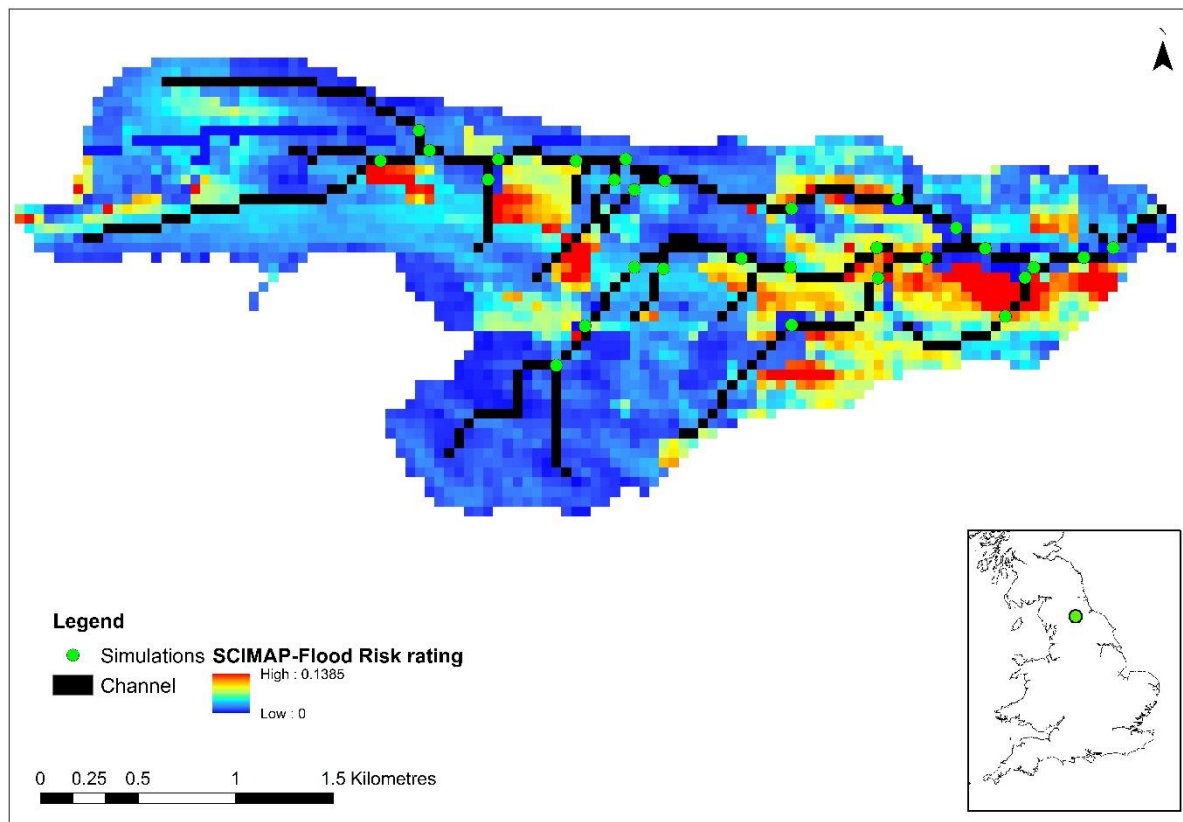 Legend
Simulations
Channel
SCIMAP-Flood Risk rating
High : 0.1385
Low : 0
0 0.25 0.5 1 1.5 Kilometres